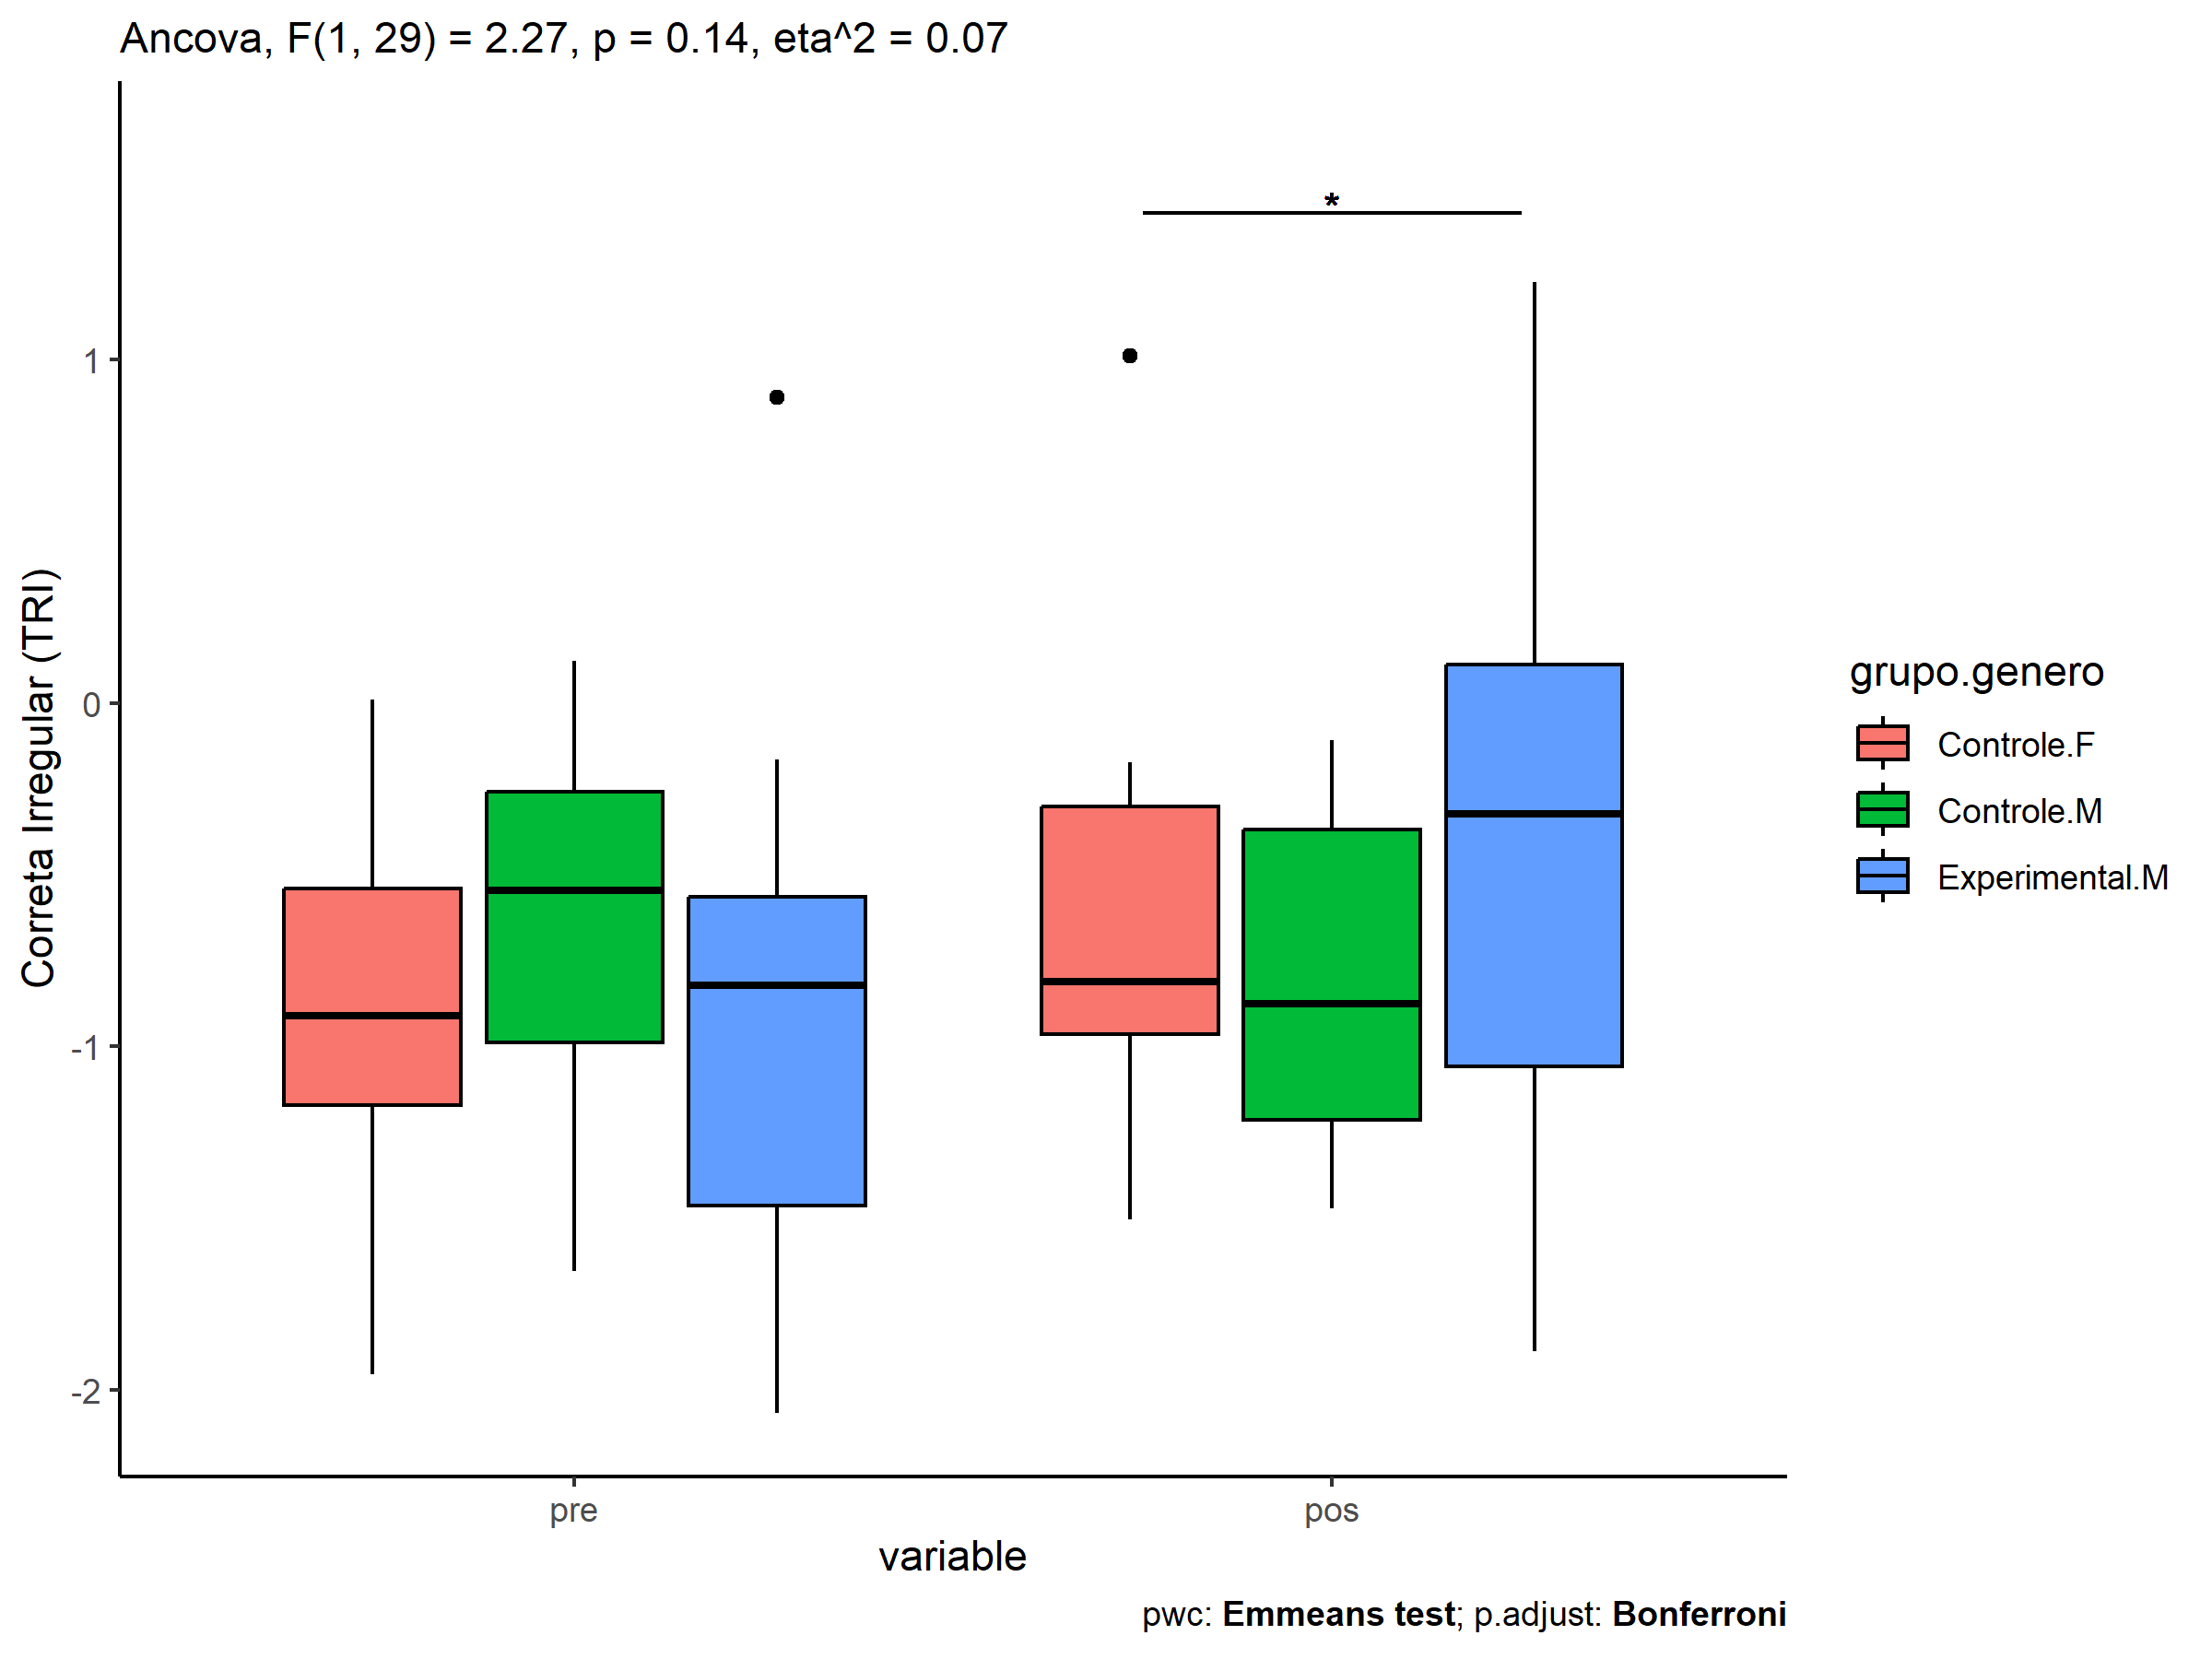 Ancova, F(1, 29) = 2.27, p = 0.14, eta^2 = 0.07
*
1
0
-1
-2
Correta Irregular (TRI)
pre
pos
variable
grupo.genero
Controle.F
Controle.M
Experimental.M
pwc: Emmeans test; p.adjust: Bonferroni